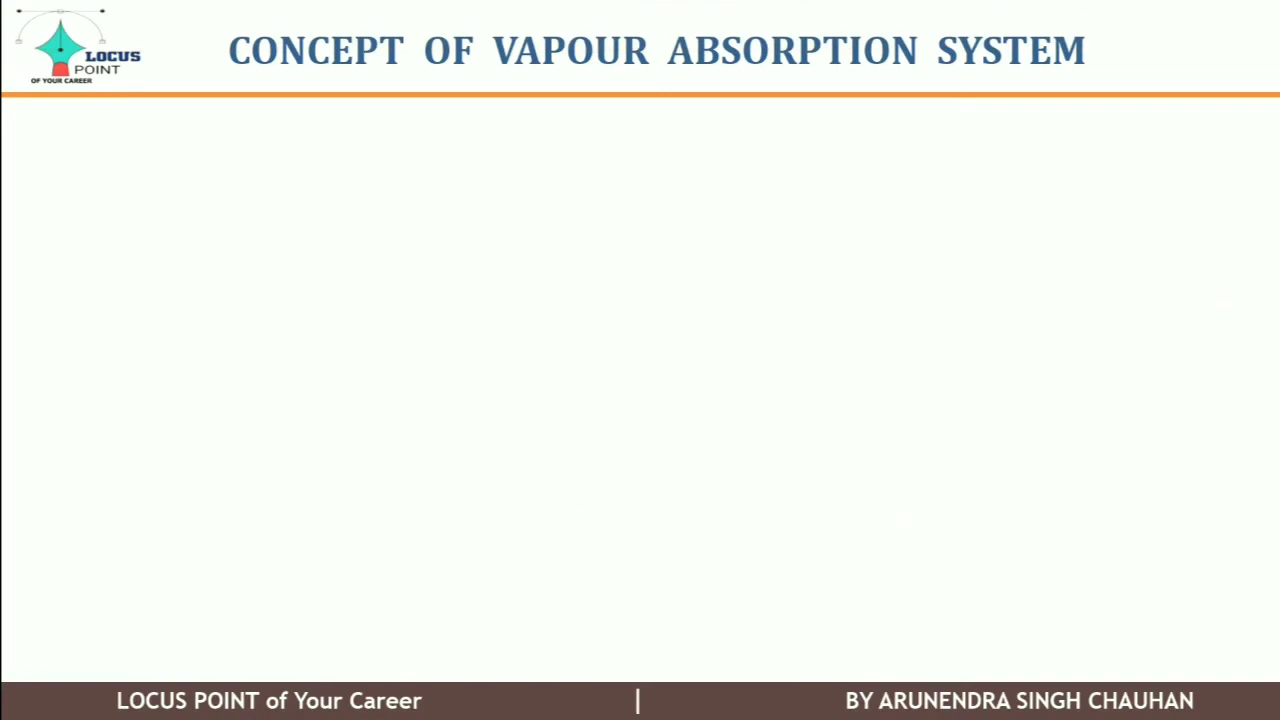 LOCUS
POINT
OF YOUR CAREER
CONCEPT OF VAPOUR ABSORPTION SYSTEM
LOCUS POINT of Your Career | BY ARUNENDRA SINGH CHAUHAN